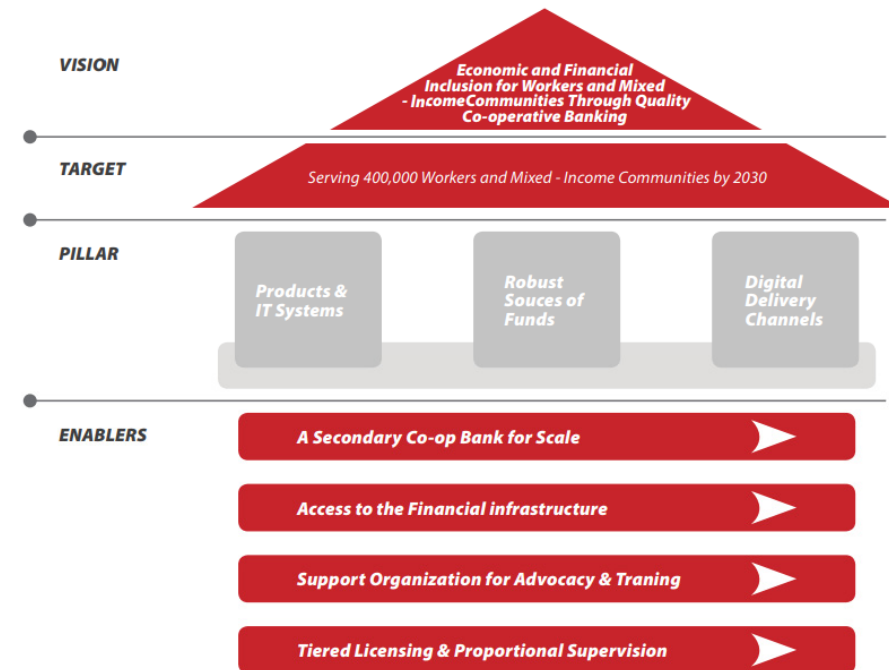 VISION
Economic and Financial
Inclusion for Workers and Mixed
- IncomeCommunities Through Quality
Co-operative Banking
TARGET
Serving 400,000 Workers and Mixed - Income Communities by 2030
PILLAR
Products &
IT Systems
Robust
Souces of
Funds
Digital
Delivery
Channels
ENABLERS
A Secondary Co-op Bank for Scale
Access to the Financial infrastructure
Support Organization for Advocacy & Traning
Tiered Licensing & Proportional Supervision